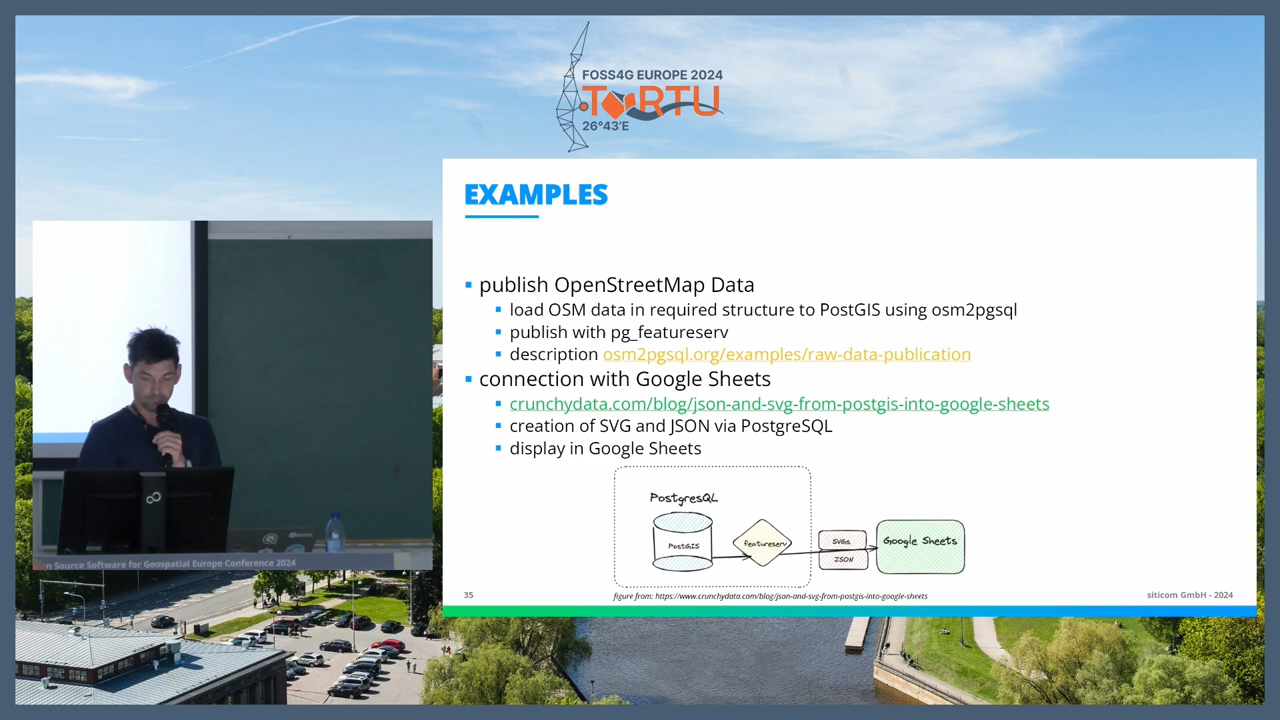 FOSS4G EUROPE 2024
TARTU
26°43'E
EXAMPLES
publish OpenStreetMap Data
load OSM data in required structure to PostGIS using osm2pgsql
publish with pg_featureserv
description osm2pgsql.org/examples/raw-data-publication
connection with Google Sheets
crunchydata.com/blog/json-and-svg-from-postgis-into-google-sheets
creation of SVG and JSON via PostgreSQL
display in Google Sheets
PostgresQL
PostGIS
featureserv
SVGs
JSON
Google Sheets
35
figure from: https://www.crunchydata.com/blog/json-and-svg-from-postgis-into-google-sheets
siticom GmbH - 2024
n Source Software for Geospatial Europe Conference 2024